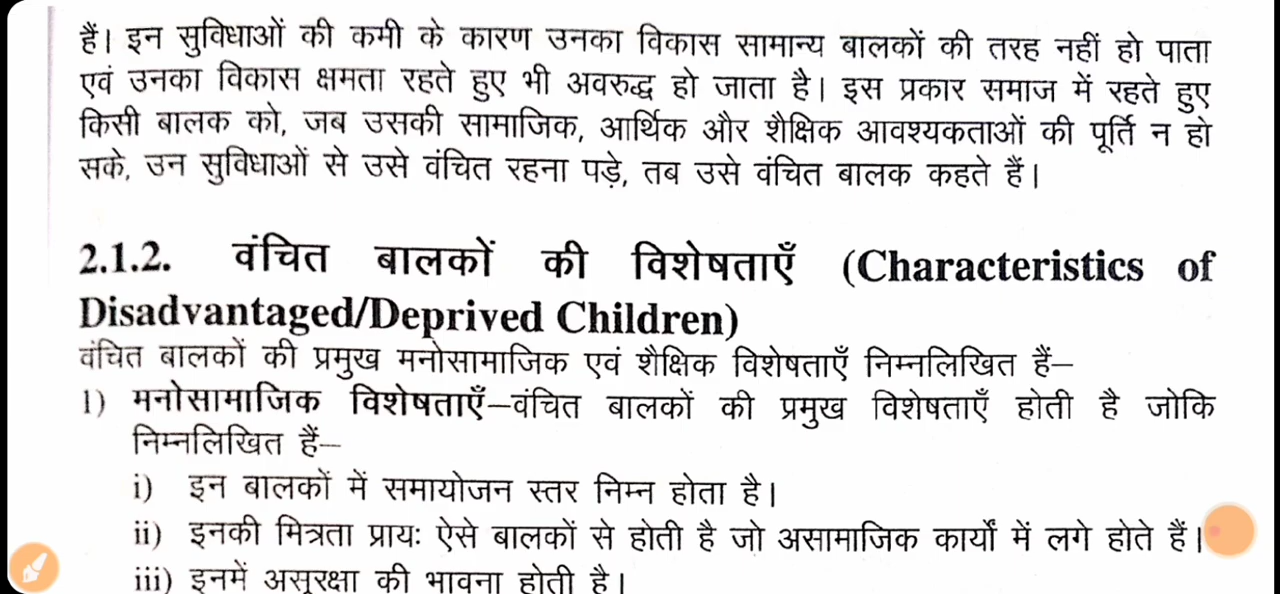 हैं। इन सुविधाओं की कमी के कारण उनका विकास सामान्य बालकों की तरह नहीं हो पाता
एवं उनका विकास क्षमता रहते हुए भी अवरुद्ध हो जाता है। इस प्रकार समाज में रहते हुए
किसी बालक को, जब उसकी सामाजिक, आर्थिक और शैक्षिक आवश्यकताओं की पूर्ति न हो
सके, उन सुविधाओं से उसे वंचित रहना पड़े, तब उसे वंचित बालक कहते हैं।
2.1.2. वंचित बालकों की विशेषताएँ (Characteristics of
Disadvantaged/Deprived Children)
वंचित बालकों की प्रमुख मनोसामाजिक एवं शैक्षिक विशेषताएँ निम्नलिखित हैं–
1) मनोसामाजिक विशेषताएँ–वंचित बालकों की प्रमुख विशेषताएँ होती है जोकि
निम्नलिखित हैं–
i) इन बालकों में समायोजन स्तर निम्न होता है।
ii) इनकी मित्रता प्रायः ऐसे बालकों से होती है जो असामाजिक कार्यों में लगे होते हैं।
iii) इनमें असुरक्षा की भावना होती है।